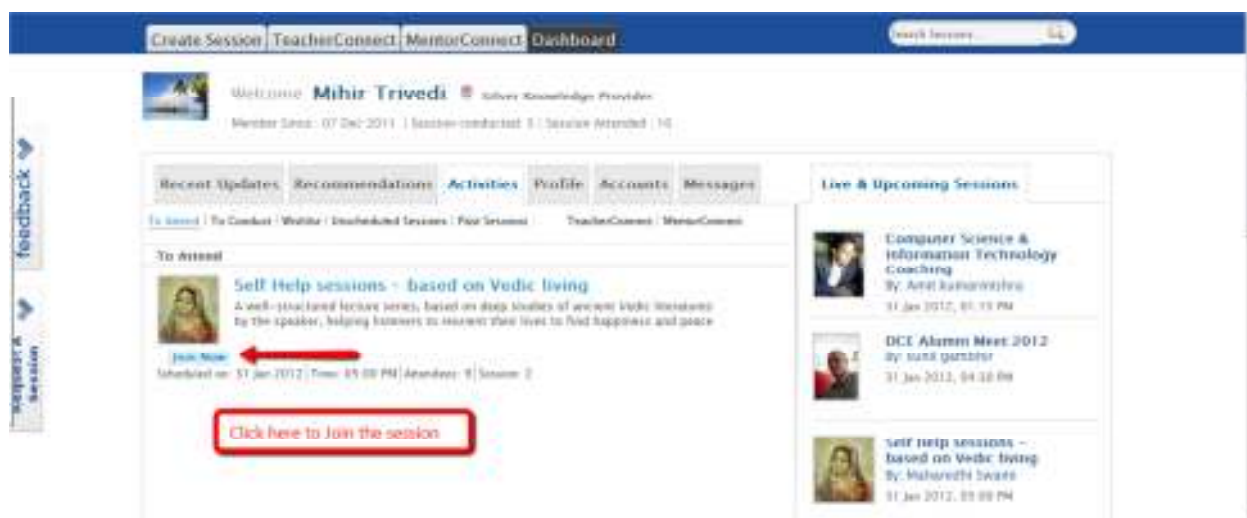 Create Session TeacherConnect MentorConnect Dashboard
Search Sessions...
Welcome Mihir Trivedi Silver Knowledge Provider
Member Since : 07 Dec 2011 | Session conducted : | Session Attended : 10
feedback
Request A
Session
Recent Updates Recommendations Activities Profile Accounts Messages
To Attend | To Conduct | Wishlist | Unscheduled Sessions | Past Sessions TeacherConnect | MentorConnect
To Attend
Self Help sessions - based on Vedic living
A well-structured lecture series, based on deep studies of ancient Vedic literatures
by the speaker, helping listeners to reorient their lives to find happiness and peace
Join Now
Scheduled on: 31 Jan 2012 | Time: 05:00 PM | Attendees: | Session:
Click here to Join the session
Live & Upcoming Sessions
Computer Science &
Information Technology
Coaching
By: Amit kumarmishra
31 Jan 2012, 01:15 PM
DCE Alumni Meet 2012
By: sunil gambhir
31 Jan 2012, 04:30 PM
Self Help sessions -
based on Vedic living
By: Swami
31 Jan 2012, 05:00 PM